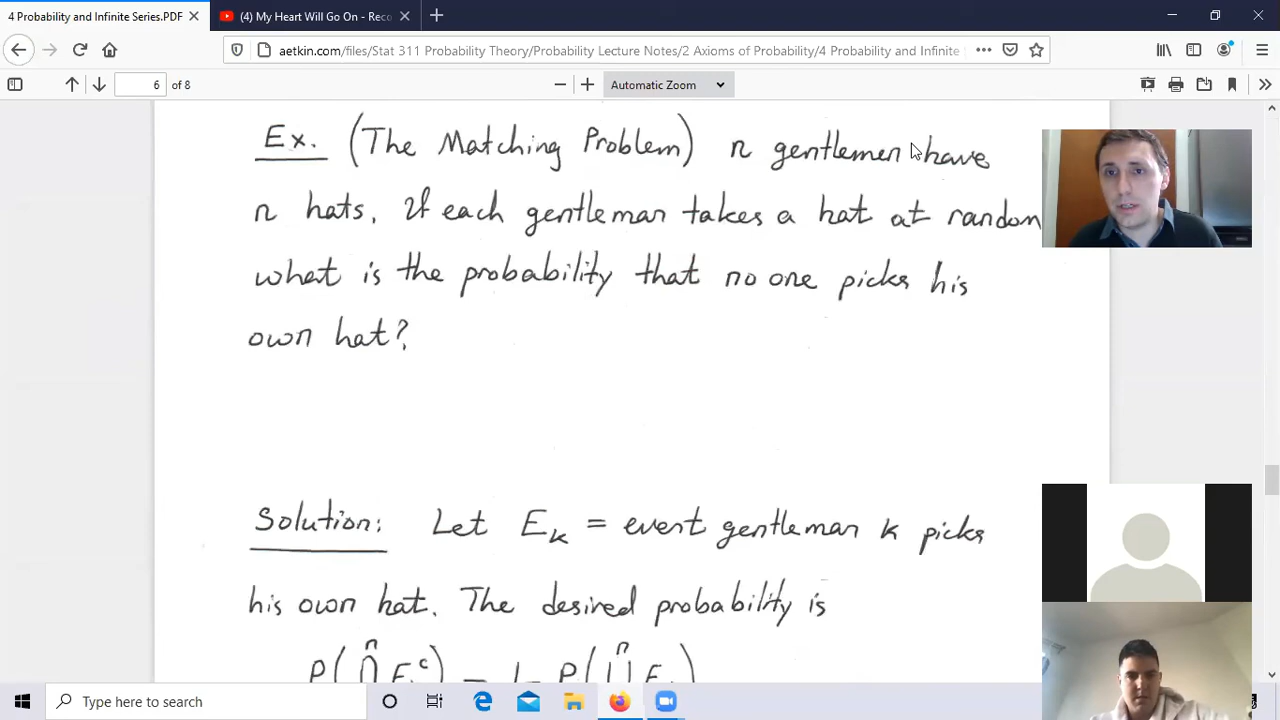 4 Probability and Infinite Series.PDF
(4) My Heart Will Go On - Reco
aetkin.com/files/Stat 311 Probability Theory/Probability Lecture Notes/2 Axioms of Probability/4 Probability and Infinite
6 of 8
Automatic Zoom
Ex. (The Matching Problem) n gentlemen have
n hats. If each gentleman takes a hat at random
what is the probability that no one picks his
own hat?
Solution: Let Ek = event gentleman k picks
his own hat. The desired probability is
Type here to search